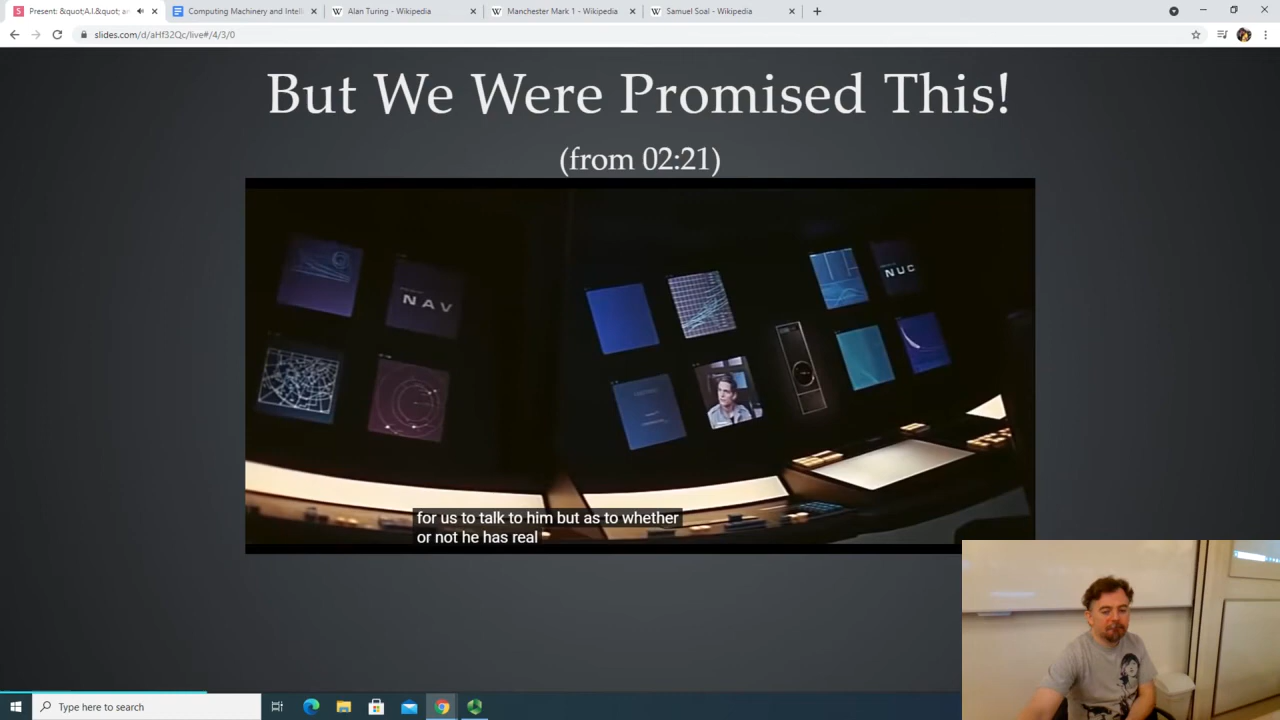 Present: &quotA.I.&quot; a
Computing Machinery and Intelli
Alan Turing - Wikipedia
Manchester Mark 1 - Wikipedia
Samuel Soal - Wikipedia
slides.com/d/aHf32Qc/live#/4/3/0
But We Were Promised This!
(from 02:21)
NAV
NUC
for us to talk to him but as to whether
or not he has real
Type here to search